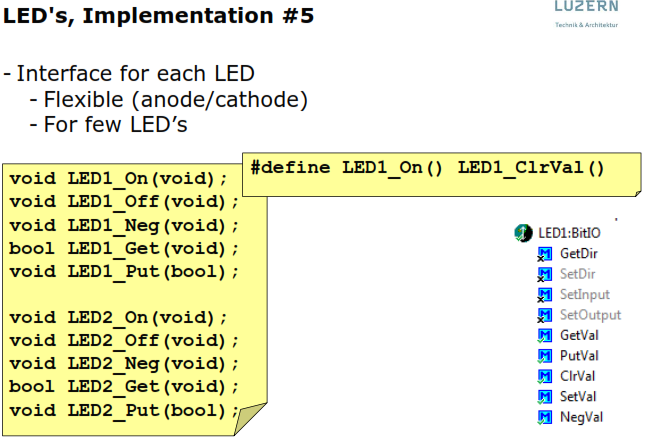 LED's, Implementation #5
LUZERN
Technik & Architektur
- Interface for each LED
- Flexible (anode/cathode)
- For few LED’s
#define LED1_On() LED1_ClrVal()
void LED1_On(void);
void LED1_Off(void);
void LED1_Neg(void);
bool LED1_Get(void);
void LED1_Put(bool);
void LED2_On(void);
void LED2_Off(void);
void LED2_Neg(void);
bool LED2_Get(void);
void LED2_Put(bool);
LED1:BitIO
M GetDir
M SetDir
M SetInput
M SetOutput
M GetVal
M PutVal
M ClrVal
M SetVal
M NegVal